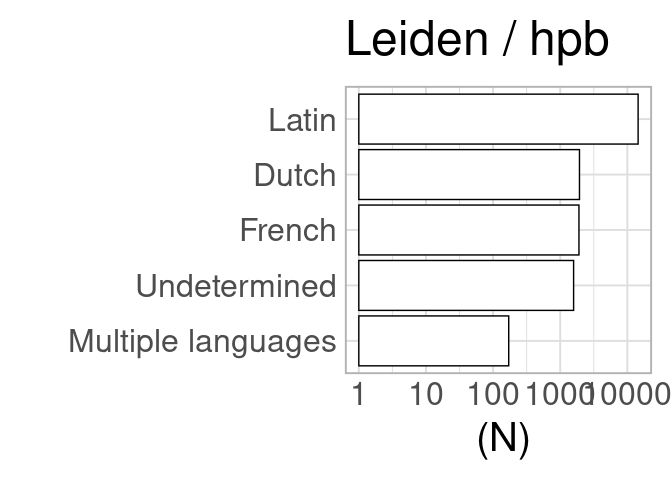 Leiden / hpb
Latin
Dutch
French
Undetermined
Multiple languages
1 10 100 1000 10000
(N)